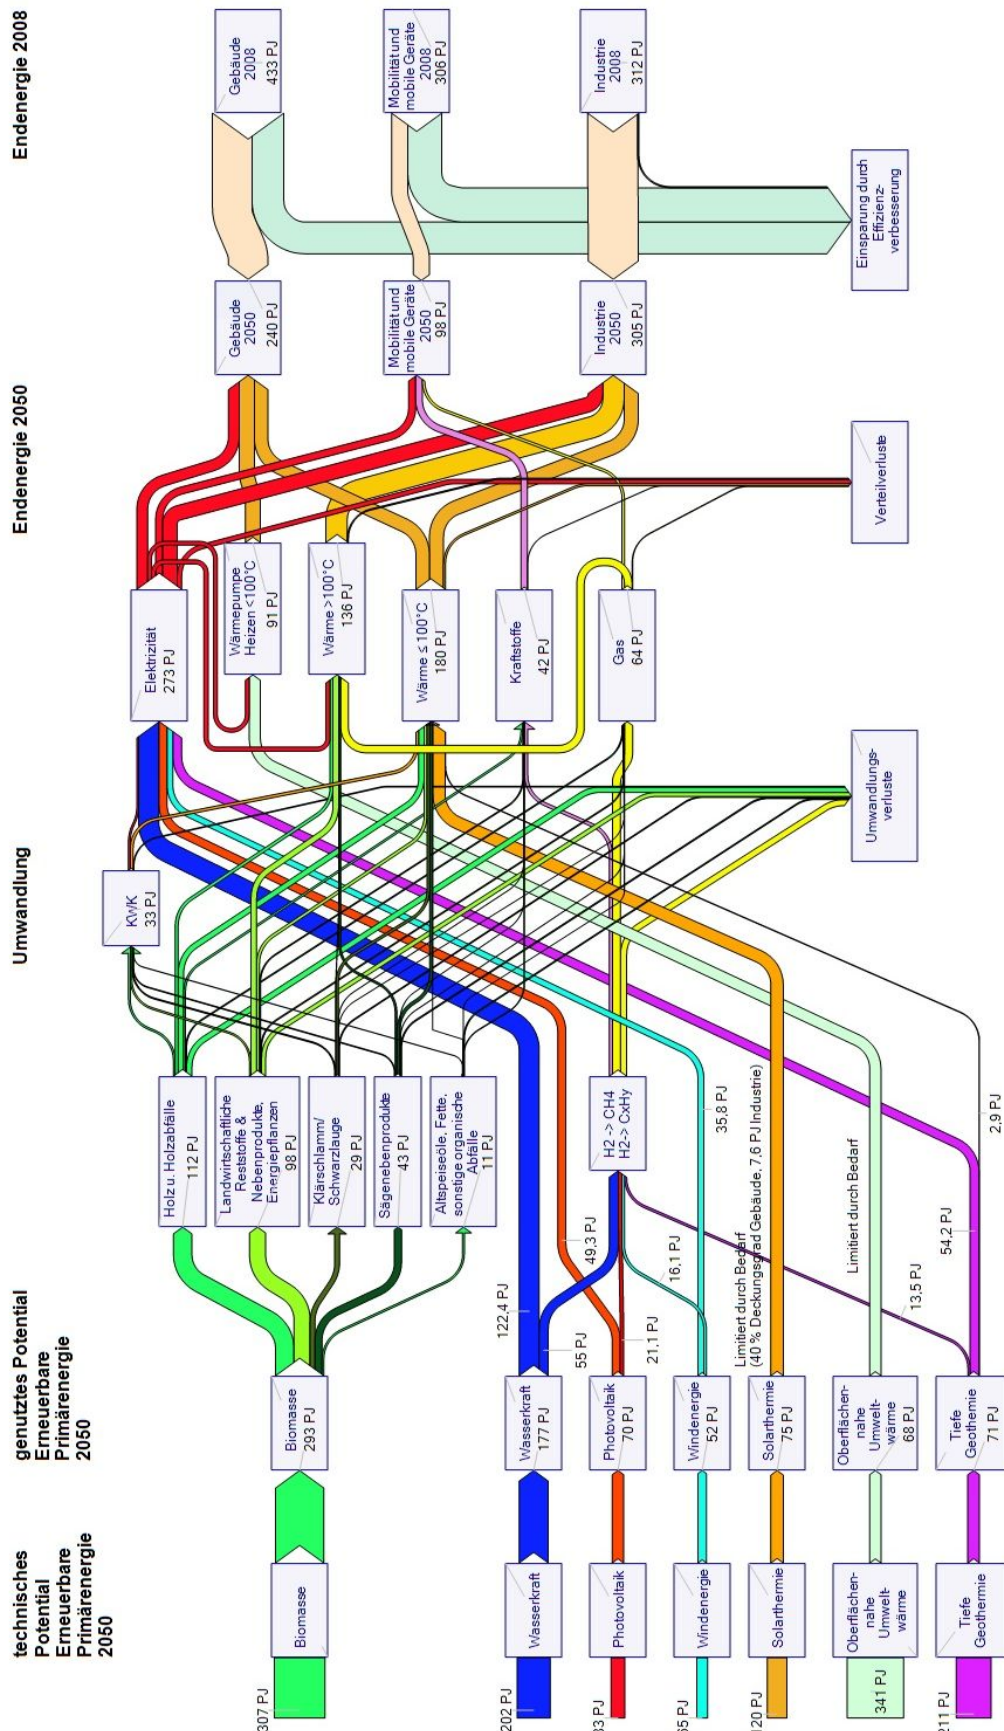 technisches
Potential
Erneuerbare
Primärenergie
2050
genutztes Potential
Erneuerbare
Primärenergie
2050
Umwandlung
Endenergie 2050
Endenergie 2008
307 PJ
Biomasse
Biomasse
293 PJ
Holz u. Holzabfälle
112 PJ
Landwirtschaftliche
Reststoffe &
Nebenprodukte,
Energiepflanzen
98 PJ
Klärschlamm/
Schwarzlauge
29 PJ
Sägenebenprodukte
43 PJ
Altspeiseöle, Fette,
sonstige organische
Abfälle
11 PJ
KWK
33 PJ
Elektrizität
273 PJ
Wärmepumpe
Heizen <100°C
91 PJ
Wärme >100°C
136 PJ
Wärme ≤ 100°C
180 PJ
Kraftstoffe
42 PJ
Gas
64 PJ
Gebäude
2050
240 PJ
Mobilität und
mobile Geräte
2050
98 PJ
Industrie
2050
305 PJ
Gebäude
2008
433 PJ
Mobilität und
mobile Geräte
2008
306 PJ
Industrie
2008
312 PJ
202 PJ
Wasserkraft
Wasserkraft
177 PJ
122,4 PJ
55 PJ
Photovoltaik
Photovoltaik
70 PJ
49,3 PJ
21,1 PJ
Windenergie
Windenergie
52 PJ
16,1 PJ
35,8 PJ
H2 -> CH4
H2-> CxHy
120 PJ
Solarthermie
Solarthermie
75 PJ
Limitiert durch Bedarf
(40 % Deckungsgrad Gebäude, 7,6 PJ Industrie)
341 PJ
Oberflächen-
nahe
Umwelt-
wärme
Oberflächen-
nahe
Umwelt-
wärme
68 PJ
Limitiert durch Bedarf
13,5 PJ
211 PJ
Tiefe
Geothermie
Tiefe
Geothermie
71 PJ
54,2 PJ
2,9 PJ
Umwandlungs-
verluste
Verteilverluste
Einsparung durch
Effizienz-
verbesserung